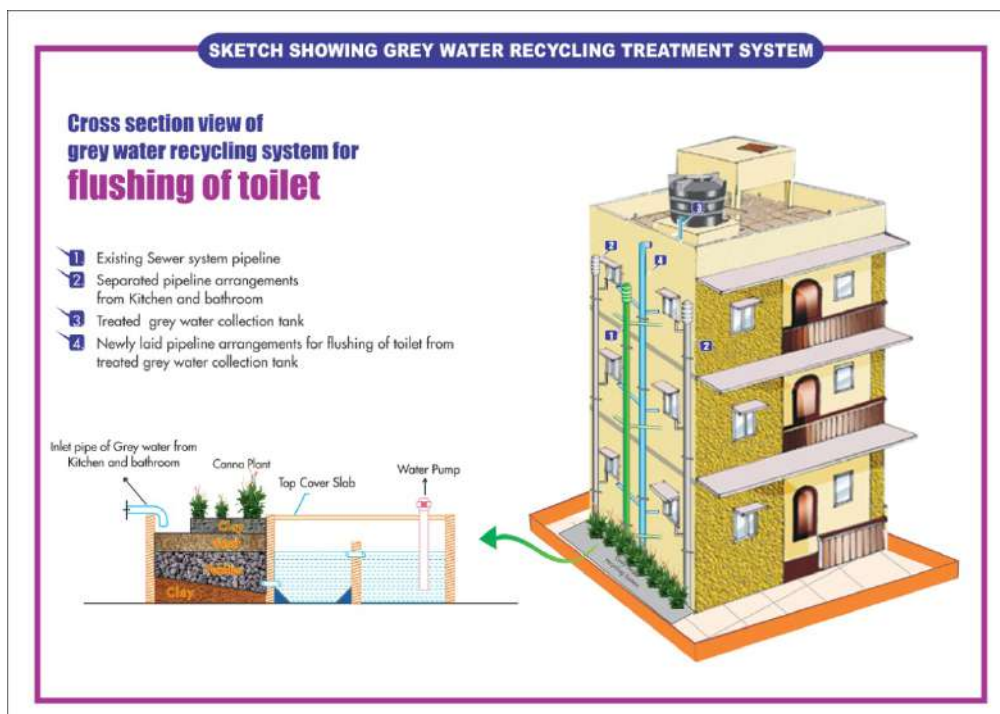 SKETCH SHOWING GREY WATER RECYCLING TREATMENT SYSTEM
Cross section view of
grey water recycling system for
flushing of toilet
1 Existing Sewer system pipeline
2 Separated pipeline arrangements
from Kitchen and bathroom
3 Treated grey water collection tank
4 Newly laid pipeline arrangements for flushing of toilet from
treated grey water collection tank
Inlet pipe of Grey water from
Kitchen and bathroom
Canna Plant
Top Cover Slab
Water Pump
Clay
Clay
3
2
4
1
2